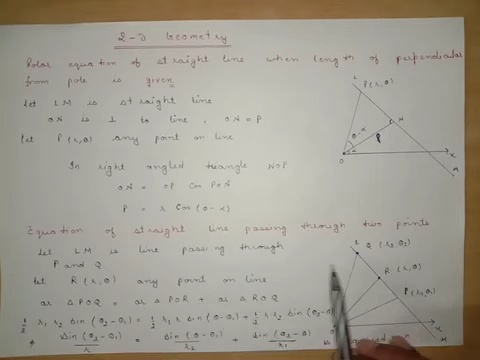 2-D Geometry
Polar equation of straight line when length of perpendicular
from pole is given
Let LM is straight line
ON is ⊥ to line, ON = P
Let P(r,θ) any point on line
In right angled triangle NOP
ON = OP Cos PON
P = r Cos(θ-α)
L
P(r,θ)
N
θ-α
P
α
O
X
M
Equation of straight line passing through two points
Let LM is line passing through
P and Q
Let R(r,θ) any point on line
ar △POQ = ar △POR + ar △ROQ
½ r₁ r₂ Sin(θ₂-θ₁) = ½ r₁ r Sin(θ-θ₁) + ½ r r₂ Sin(θ₂-θ)
Sin(θ₂-θ₁)/r = Sin(θ-θ₁)/r₂ + Sin(θ₂-θ)/r₁
L
Q(r₂,θ₂)
R(r,θ)
P(r₁,θ₁)
X
M